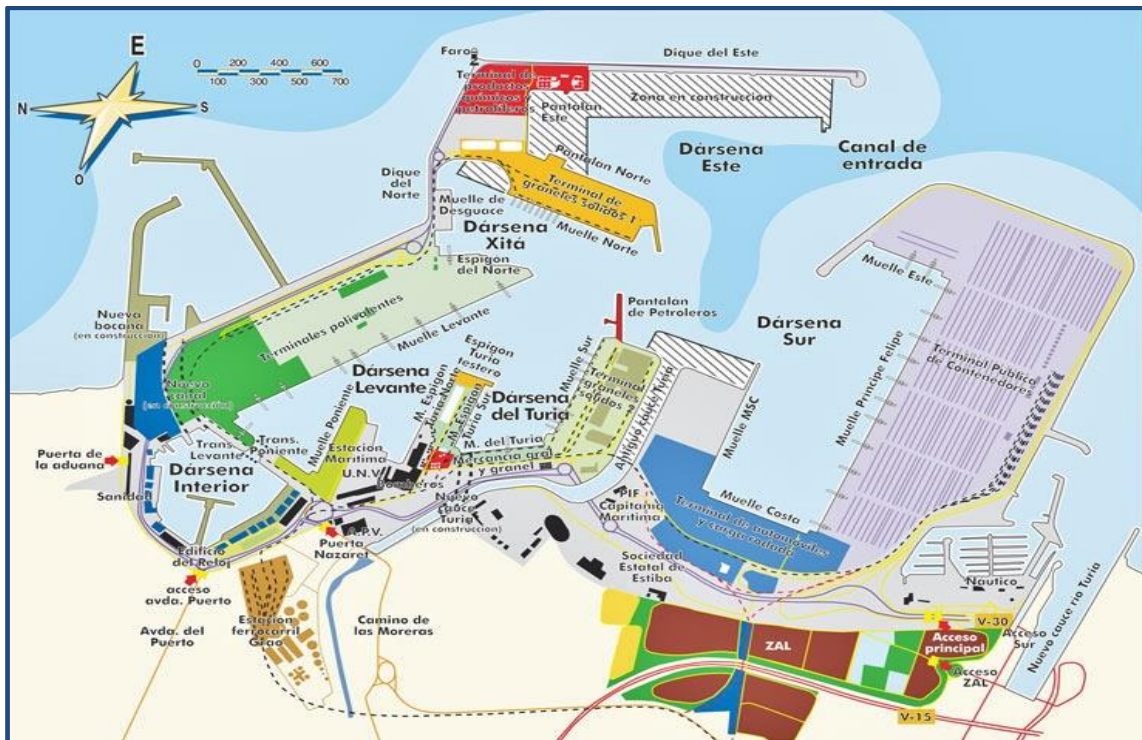 E
N
S
O
0 200 400 600
100 300 500 700
Faro
Dique del Este
Terminal de
productos
químicos y
petrolíferos
Pantalán
Este
Zona en construcción
Dársena
Este
Canal de
entrada
Dique
del
Norte
Pantalán Norte
Terminal de
graneles sólidos 1
Muelle de
Desguace
Muelle Norte
Dársena
Xitá
Espigón
del Norte
Muelle Este
Nueva
bocana
(en construcción)
Terminales polivalentes
Muelle Levante
Pantalán
de Petroleros
Dársena
Sur
Muelle Príncipe Felipe
Terminal Pública
de Contenedores
Nuevo
canal
(en construcción)
Dársena
Levante
Espigón
Turia
testero
M. Espigón
Turia Norte
M. Espigón
Turia Sur
Dársena
del Turia
Muelle Sur
Terminal
graneles
sólidos
Antiguo cauce Turia
Muelle MSC
Muelle Poniente
Trans.
Levante
Trans.
Poniente
Estación
Marítima
U.N.V.
M. del Turia
Mercancía gral
y granel
Bomberos
Puerta de
la aduana
Sanidad
Dársena
Interior
Nuevo
cauce
Turia
(en construcción)
PIF
Capitanía
Marítima
Muelle Costa
Terminal de automóviles
y carga rodada
A.P.V.
Puerta
Nazaret
Edificio
del Reloj
acceso
avda. Puerto
Sociedad
Estatal de
Estiba
Náutico
Avda. del
Puerto
Estación
ferrocarril
Grao
Camino de
las Moreras
ZAL
V-30
Acceso
principal
Acceso
Sur
Acceso
ZAL
Nuevo cauce río Turia
V-15